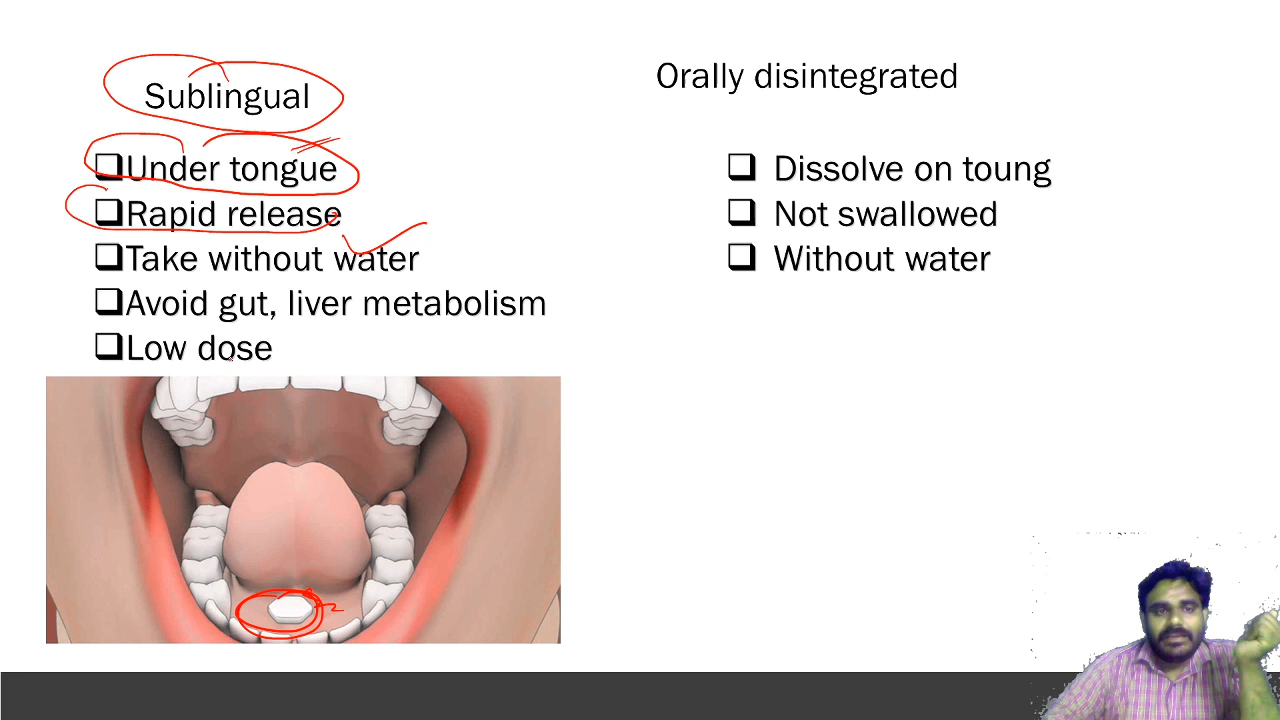 Sublingual
❑Under tongue
❑Rapid release
❑Take without water
❑Avoid gut, liver metabolism
❑Low dose
Orally disintegrated
❑ Dissolve on toung
❑ Not swallowed
❑ Without water